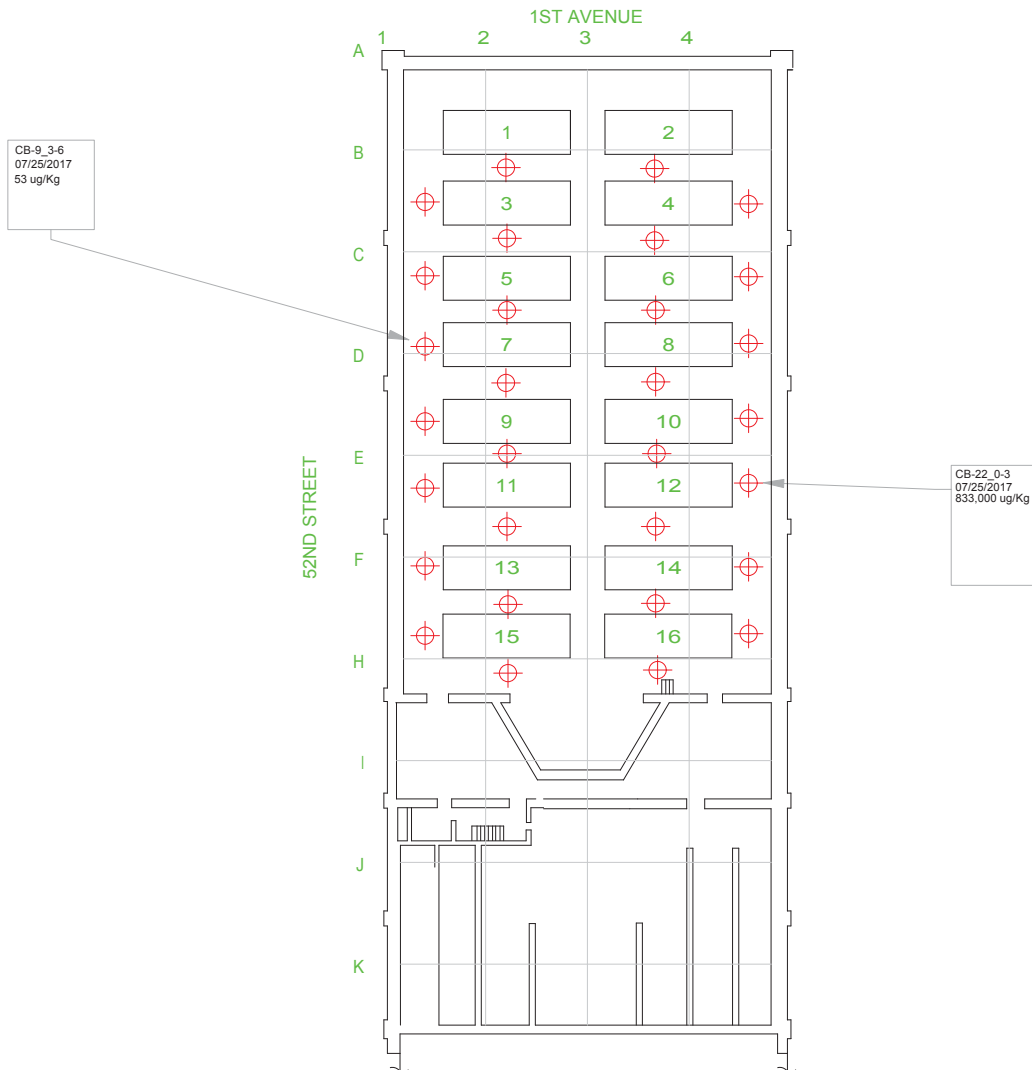 1ST AVENUE
1 2 3 4
A
CB-9_3-6
07/25/2017
53 ug/Kg
1 2
B
3 4
C
5 6
7 8
D
9 10
E
52ND STREET
11 12
CB-22_0-3
07/25/2017
833,000 ug/Kg
F
13 14
15 16
H
I
J
K